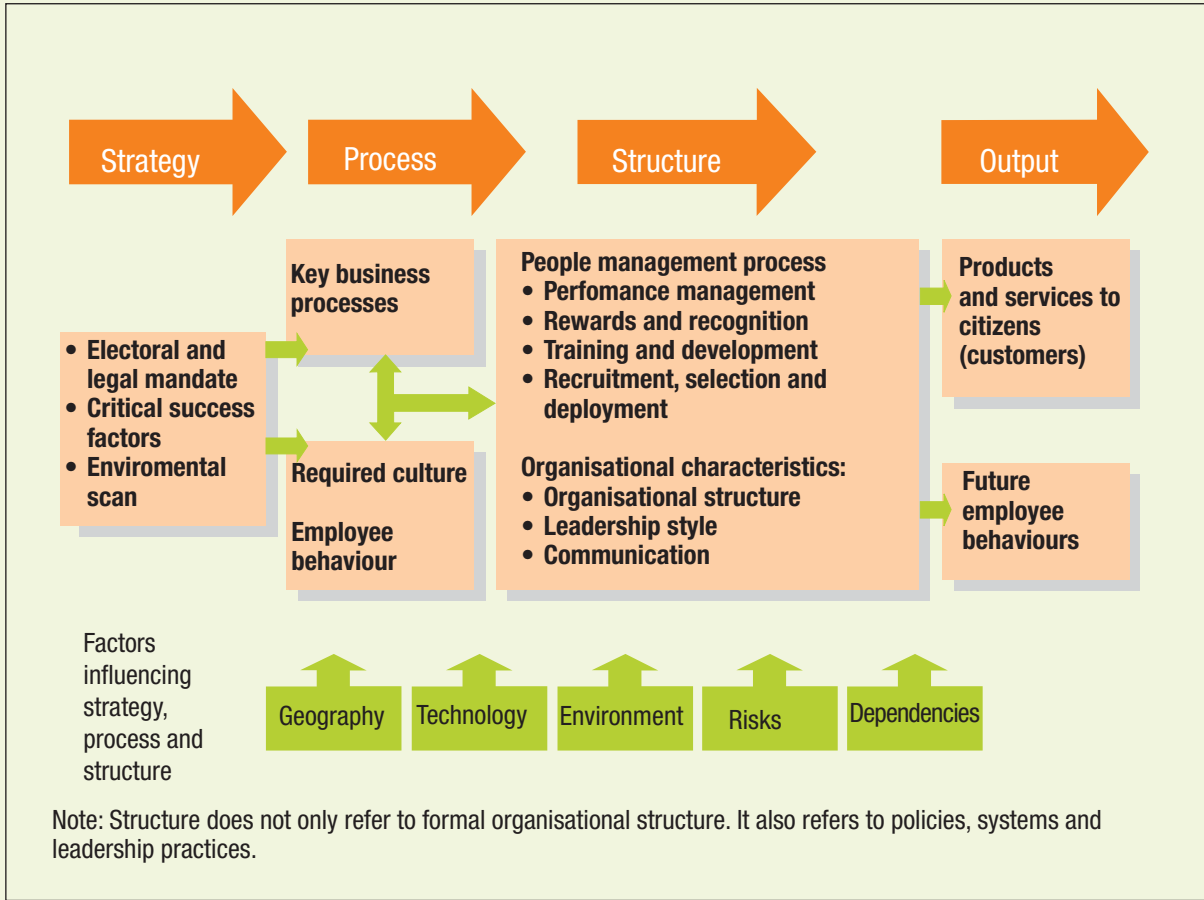 Strategy
Process
Structure
Output
• Electoral and
legal mandate
• Critical success
factors
• Enviromental
scan
Key business
processes
Required culture
Employee
behaviour
People management process
• Perfomance management
• Rewards and recognition
• Training and development
• Recruitment, selection and
deployment
Organisational characteristics:
• Organisational structure
• Leadership style
• Communication
Products
and services to
citizens
(customers)
Future
employee
behaviours
Factors
influencing
strategy,
process and
structure
Geography
Technology
Environment
Risks
Dependencies
Note: Structure does not only refer to formal organisational structure. It also refers to policies, systems and
leadership practices.